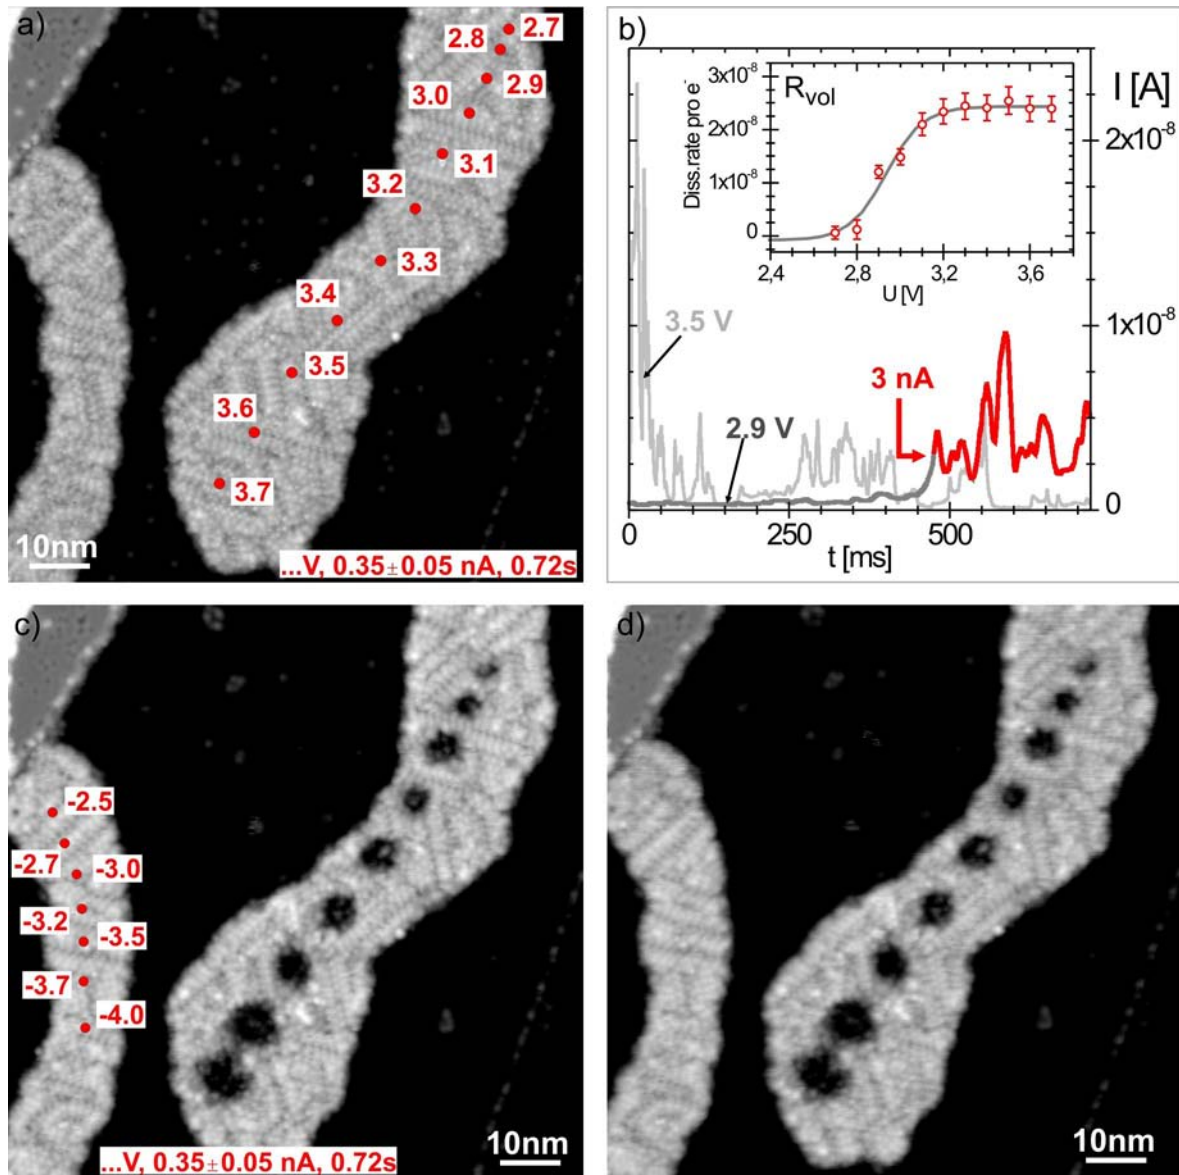 a)
2.7
2.8
2.9
3.0
3.1
3.2
3.3
3.4
3.5
3.6
3.7
10nm
...V, 0.35±0.05 nA, 0.72s
b)
I [A]
R_vol
Diss.rate pro e⁻
3x10⁻⁸
2x10⁻⁸
1x10⁻⁸
0
2,4
2,8
3,2
3,6
U [V]
2x10⁻⁸
1x10⁻⁸
0
3.5 V
2.9 V
3 nA
0
250
500
t [ms]
c)
-2.5
-2.7
-3.0
-3.2
-3.5
-3.7
-4.0
10nm
...V, 0.35±0.05 nA, 0.72s
d)
10nm